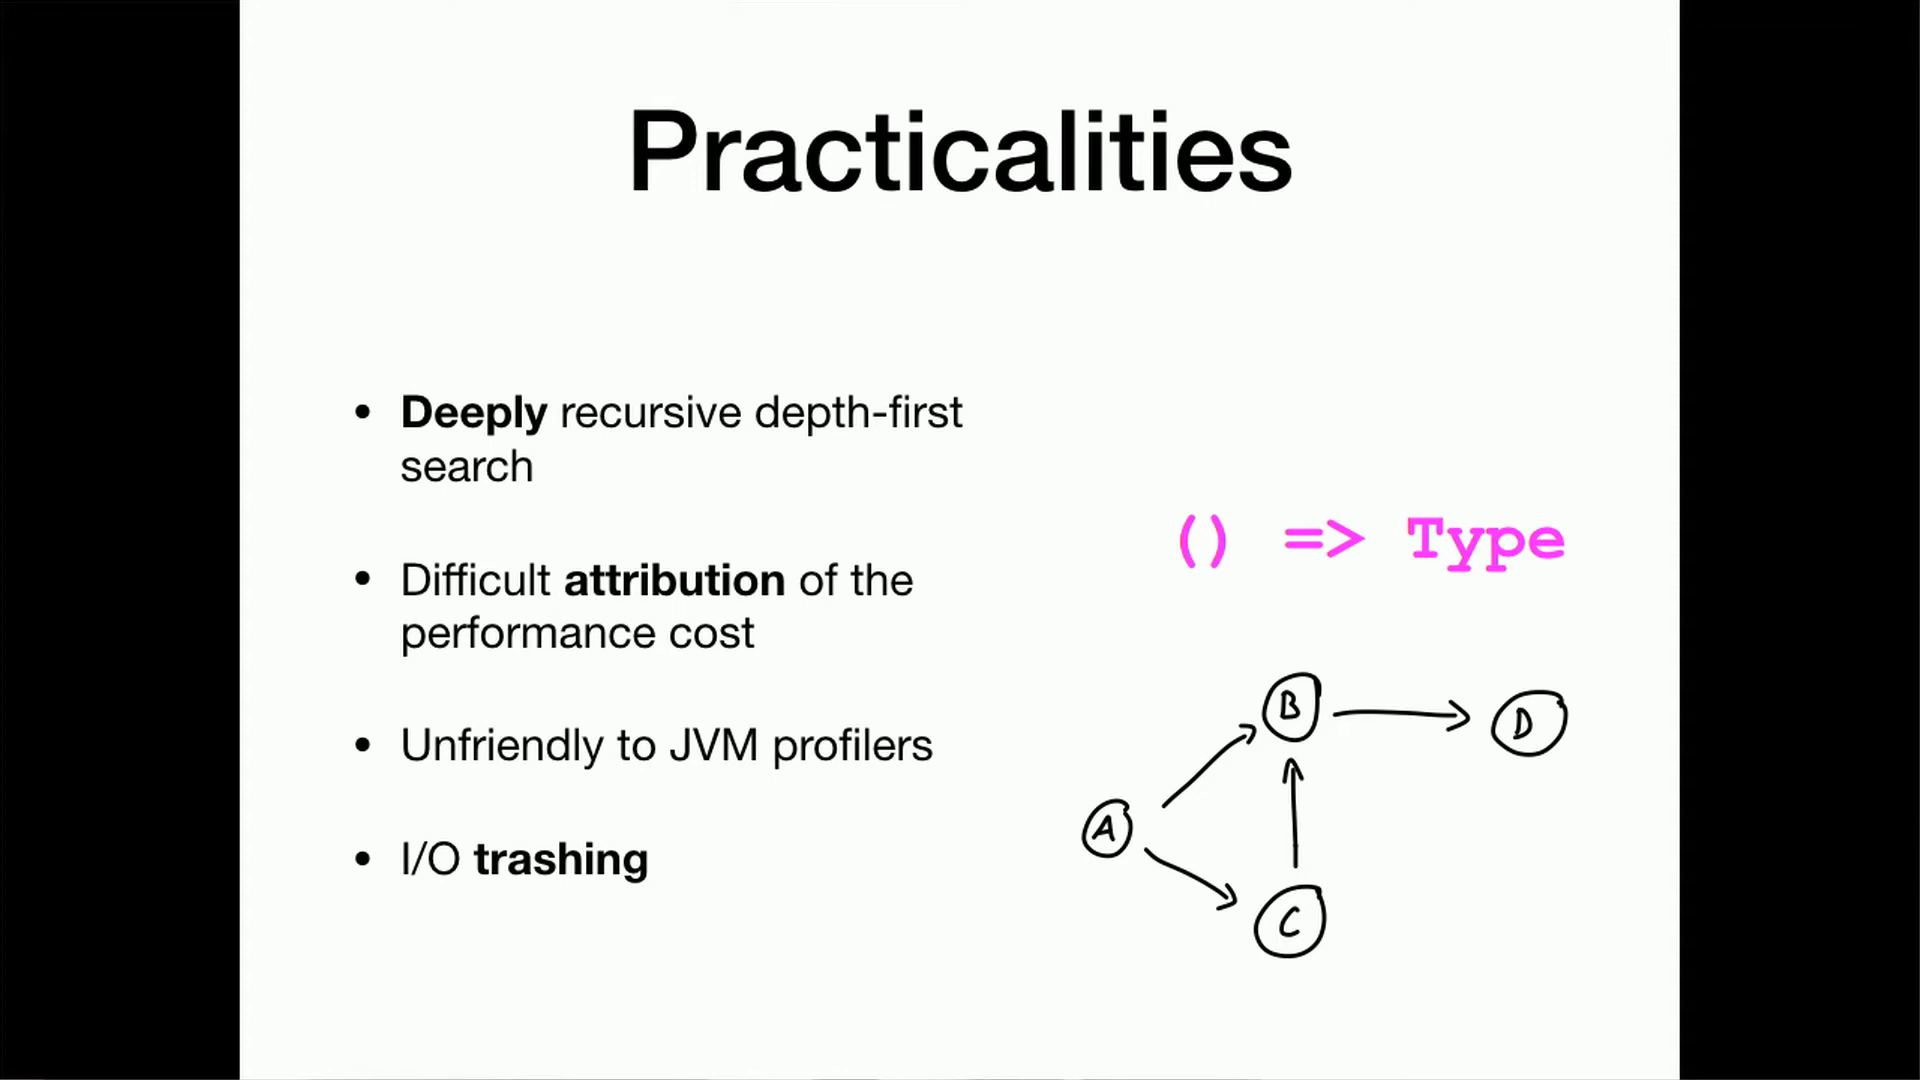 Practicalities
• Deeply recursive depth-first
search
• Difficult attribution of the
performance cost
• Unfriendly to JVM profilers
• I/O trashing
() => Type
B
D
A
C